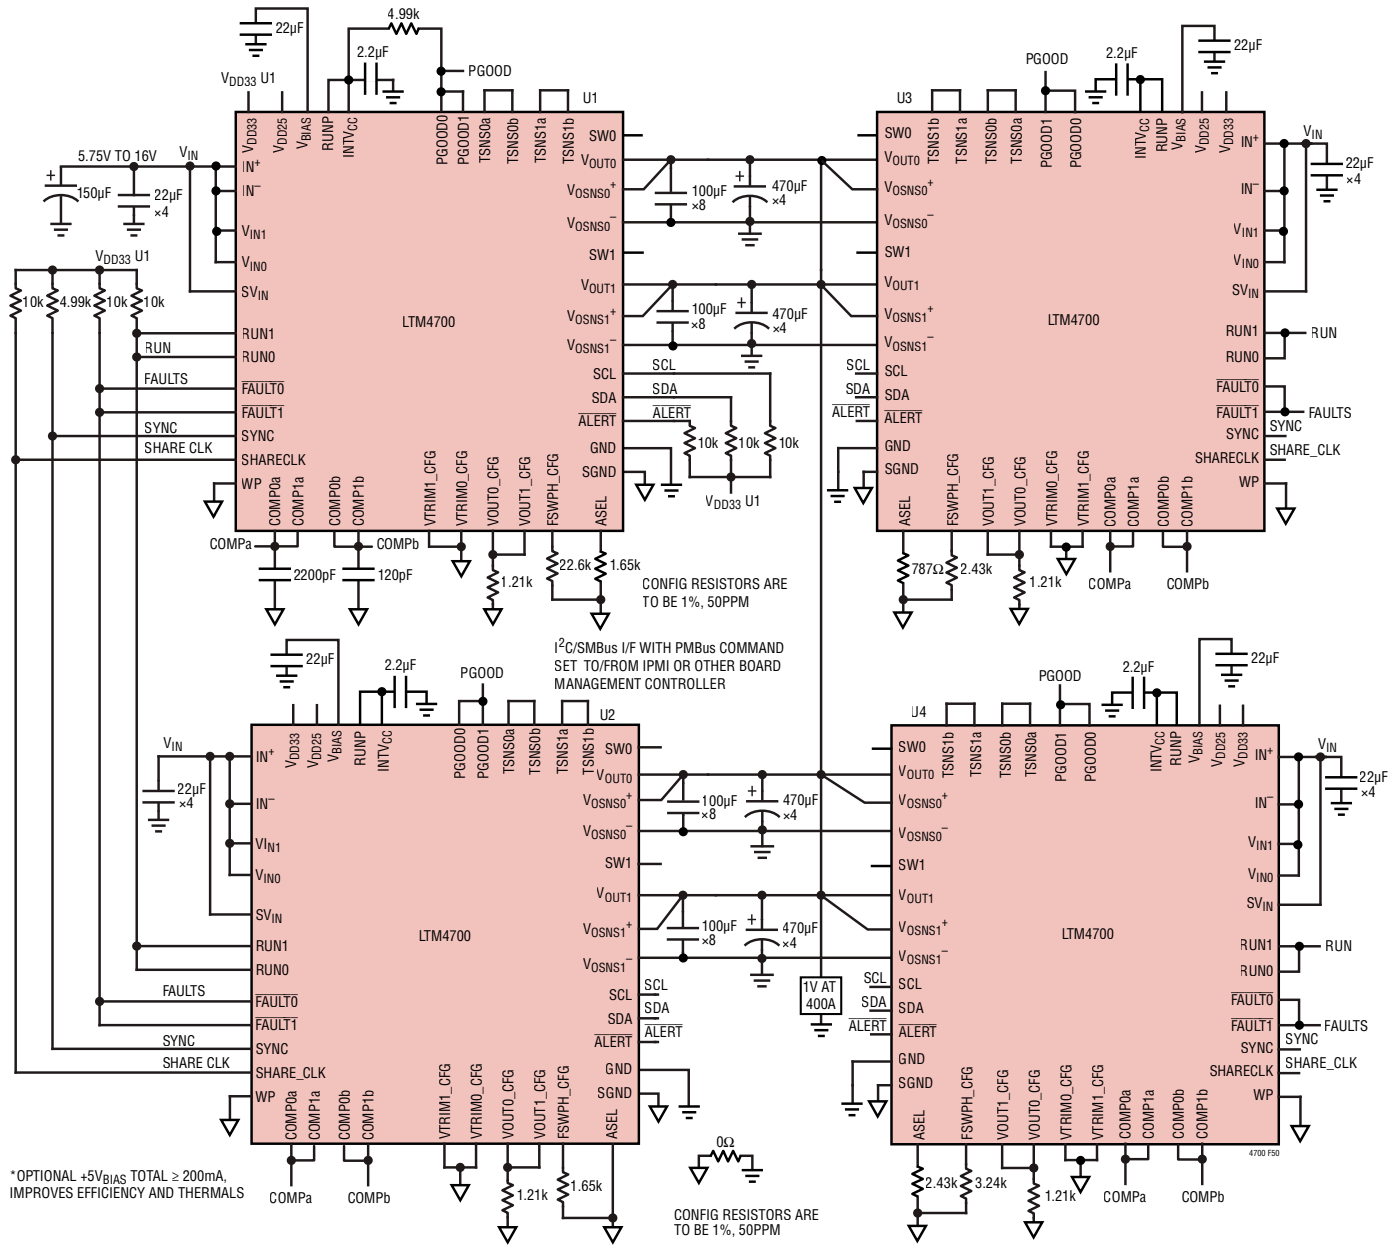 4.99k
22µF
2.2µF
PGOOD
VDD33 U1
U1
VDD33
VDD25
VBIAS
RUNP
INTVCC
PGOOD0
PGOOD1
TSNS0a
TSNS0b
TSNS1a
TSNS1b
5.75V TO 16V
VIN
+
150µF
22µF
×4
IN+
IN−
VIN1
VIN0
SVIN
RUN1
RUN0
FAULT0
FAULT1
SYNC
SHARECLK
WP
VDD33 U1
10k
4.99k
10k
10k
RUN
FAULTS
SYNC
SHARE CLK
LTM4700
SW0
VOUT0
VOSNS0+
VOSNS0−
SW1
VOUT1
VOSNS1+
VOSNS1−
SCL
SDA
ALERT
GND
SGND
COMP0a
COMP1a
COMP0b
COMP1b
VTRIM1_CFG
VTRIM0_CFG
VOUT0_CFG
VOUT1_CFG
FSWPH_CFG
ASEL
COMPa
COMPb
2200pF
120pF
1.21k
22.6k
1.65k
100µF
×8
+
470µF
×4
100µF
×8
+
470µF
×4
SCL
SDA
ALERT
10k
10k
10k
VDD33 U1
CONFIG RESISTORS ARE
TO BE 1%, 50PPM
U3
PGOOD
2.2µF
22µF
TSNS1b
TSNS1a
TSNS0b
TSNS0a
PGOOD1
PGOOD0
INTVCC
RUNP
VBIAS
VDD25
VDD33
SW0
VOUT0
VOSNS0+
VOSNS0−
SW1
VOUT1
VOSNS1+
VOSNS1−
SCL
SCL
SDA
SDA
ALERT
ALERT
GND
SGND
LTM4700
IN+
IN−
VIN1
VIN0
SVIN
RUN1
RUN0
FAULT0
FAULT1
SYNC
SHARECLK
WP
VIN
22µF
×4
RUN
FAULTS
SYNC
SHARE_CLK
ASEL
FSWPH_CFG
VOUT1_CFG
VOUT0_CFG
VTRIM0_CFG
VTRIM1_CFG
COMP0a
COMP1a
COMP0b
COMP1b
787Ω
2.43k
1.21k
COMPa
COMPb
I2C/SMBus I/F WITH PMBus COMMAND
SET TO/FROM IPMI OR OTHER BOARD
MANAGEMENT CONTROLLER
22µF
2.2µF
PGOOD
U2
VDD33
VDD25
VBIAS
RUNP
INTVCC
PGOOD0
PGOOD1
TSNS0a
TSNS0b
TSNS1a
TSNS1b
VIN
22µF
×4
IN+
IN−
VIN1
VIN0
SVIN
RUN1
RUN0
FAULT0
FAULT1
SYNC
SHARE_CLK
WP
FAULTS
SYNC
SHARE CLK
LTM4700
SW0
VOUT0
VOSNS0+
VOSNS0−
SW1
VOUT1
VOSNS1+
VOSNS1−
SCL
SDA
ALERT
GND
SGND
SCL
SDA
ALERT
100µF
×8
+
470µF
×4
100µF
×8
+
470µF
×4
1V AT
400A
COMP0a
COMP1a
COMP0b
COMP1b
VTRIM1_CFG
VTRIM0_CFG
VOUT0_CFG
VOUT1_CFG
FSWPH_CFG
ASEL
COMPa
COMPb
1.21k
1.65k
0Ω
CONFIG RESISTORS ARE
TO BE 1%, 50PPM
*OPTIONAL +5VBIAS TOTAL ≥ 200mA,
IMPROVES EFFICIENCY AND THERMALS
U4
PGOOD
2.2µF
22µF
TSNS1b
TSNS1a
TSNS0b
TSNS0a
PGOOD1
PGOOD0
INTVCC
RUNP
VBIAS
VDD25
VDD33
SW0
VOUT0
VOSNS0+
VOSNS0−
SW1
VOUT1
VOSNS1+
VOSNS1−
SCL
SCL
SDA
SDA
ALERT
ALERT
GND
SGND
LTM4700
IN+
IN−
VIN1
VIN0
SVIN
RUN1
RUN0
FAULT0
FAULT1
SYNC
SHARECLK
WP
VIN
22µF
×4
RUN
FAULTS
SYNC
SHARE_CLK
ASEL
FSWPH_CFG
VOUT1_CFG
VOUT0_CFG
VTRIM0_CFG
VTRIM1_CFG
COMP0a
COMP1a
COMP0b
COMP1b
2.43k
3.24k
1.21k
COMPa
COMPb
4700 F50